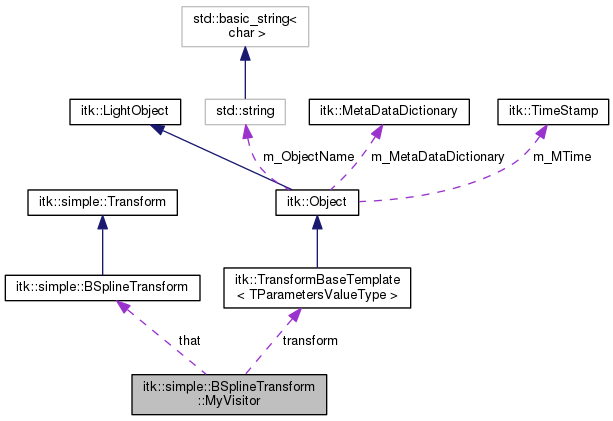 std::basic_string<
char >
itk::LightObject
std::string
itk::MetaDataDictionary
itk::TimeStamp
m_ObjectName
m_MetaDataDictionary
m_MTime
itk::simple::Transform
itk::Object
itk::simple::BSplineTransform
itk::TransformBaseTemplate
< TParametersValueType >
that
transform
itk::simple::BSplineTransform
::MyVisitor